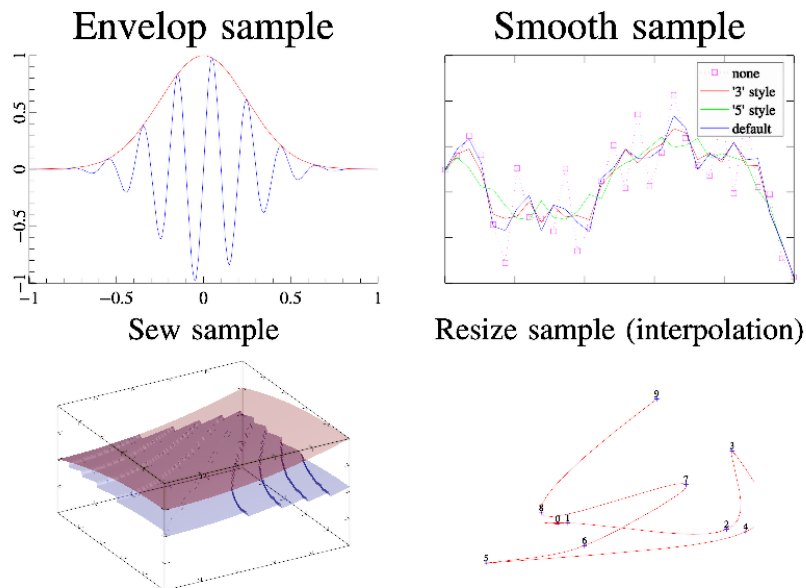 Envelop sample
Smooth sample
1
0.5
0
−0.5
−1
−1
−0.5
0
0.5
1
none
'3' style
'5' style
default
Sew sample
Resize sample (interpolation)
9
3
7
8
0
1
2
4
6
5